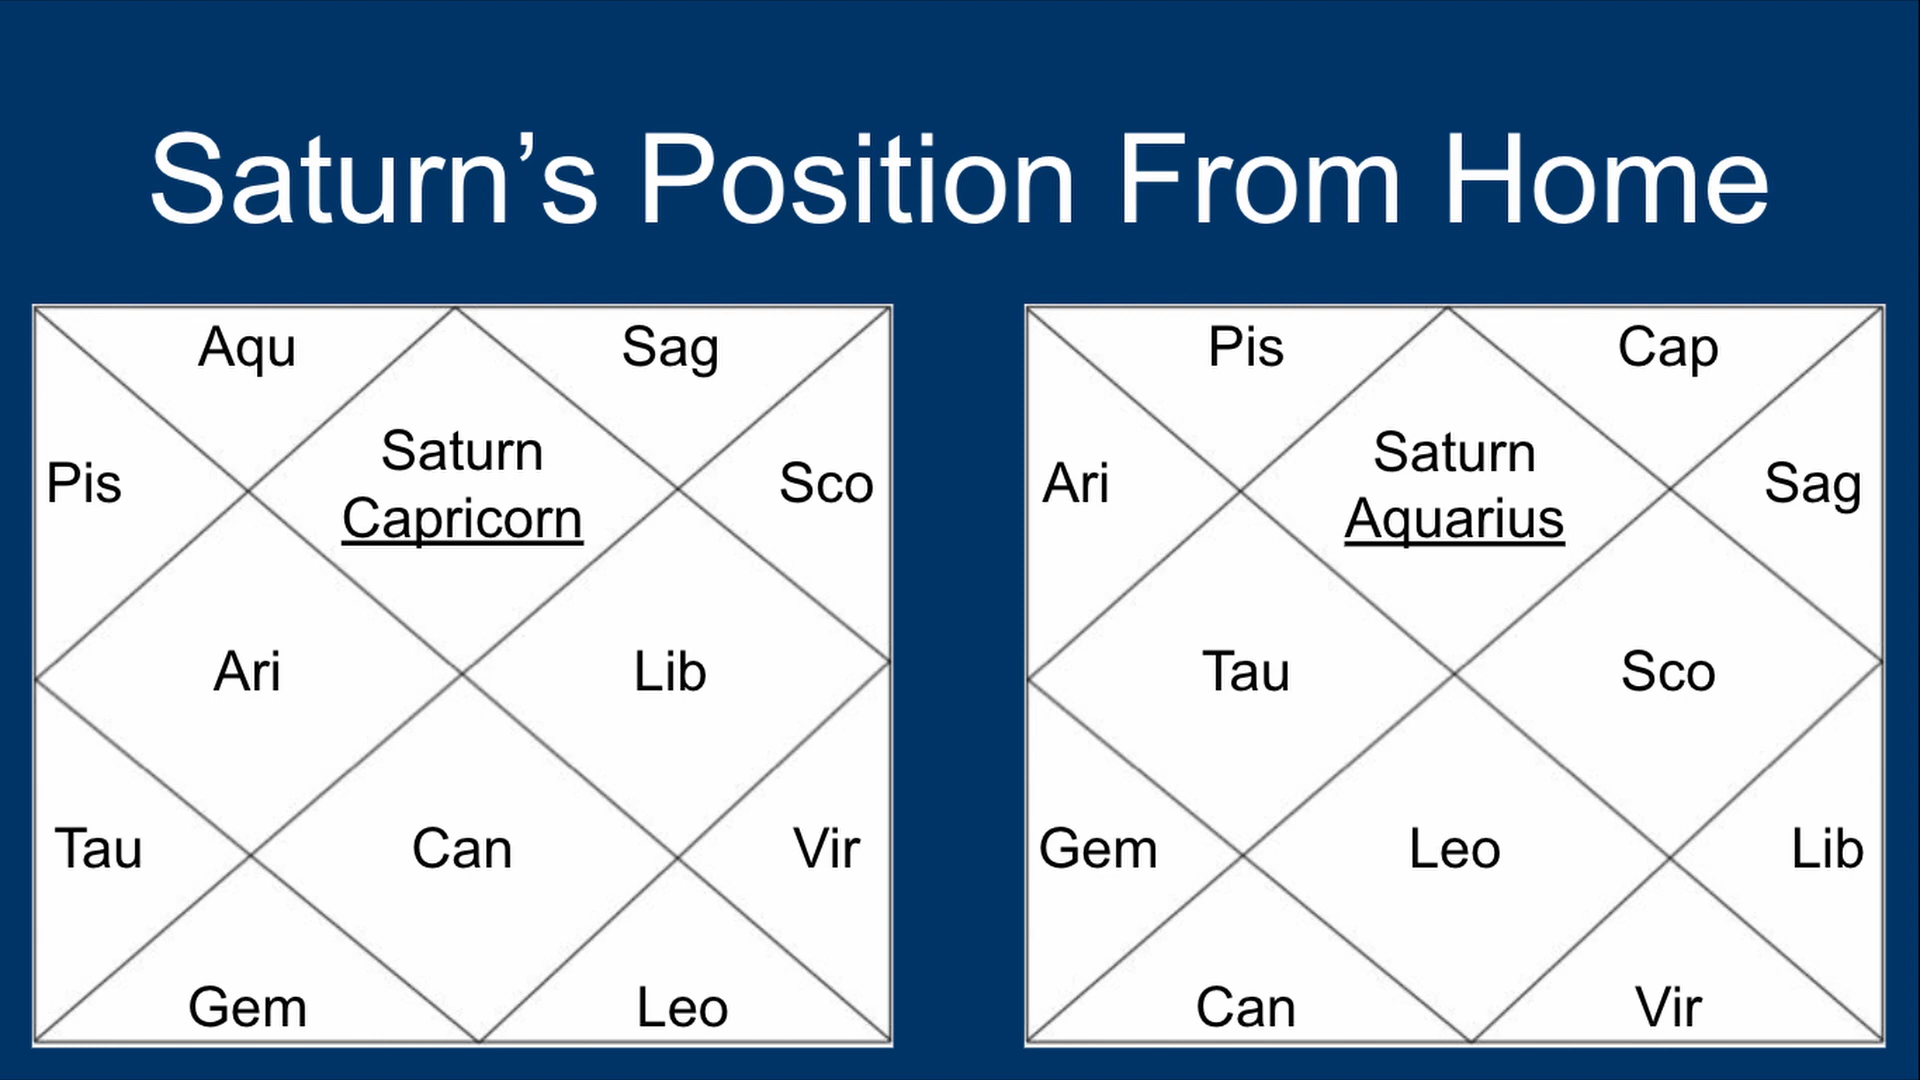 Saturn’s Position From Home
Aqu
Sag
Saturn
Capricorn
Pis
Sco
Ari
Lib
Tau
Can
Vir
Gem
Leo
Pis
Cap
Saturn
Aquarius
Ari
Sag
Tau
Sco
Gem
Leo
Lib
Can
Vir